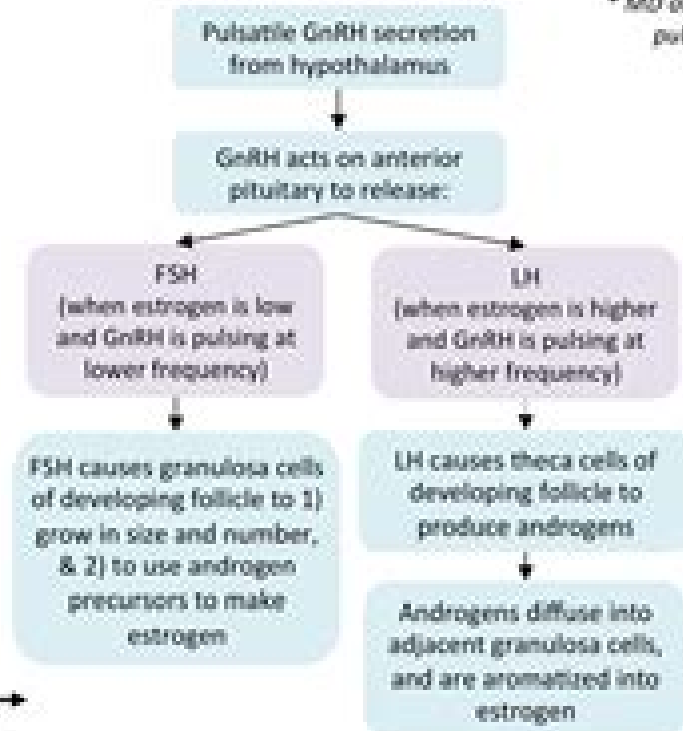 Pulsatile GnRH secretion
from hypothalamus
GnRH acts on anterior
pituitary to release:
FSH
(when estrogen is low
and GnRH is pulsing at
lower frequency)
LH
(when estrogen is higher
and GnRH is pulsing at
higher frequency)
FSH causes granulosa cells
of developing follicle to 1)
grow in size and number,
& 2) to use androgen
precursors to make
estrogen
LH causes theca cells of
developing follicle to
produce androgens
Androgens diffuse into
adjacent granulosa cells,
and are aromatized into
estrogen